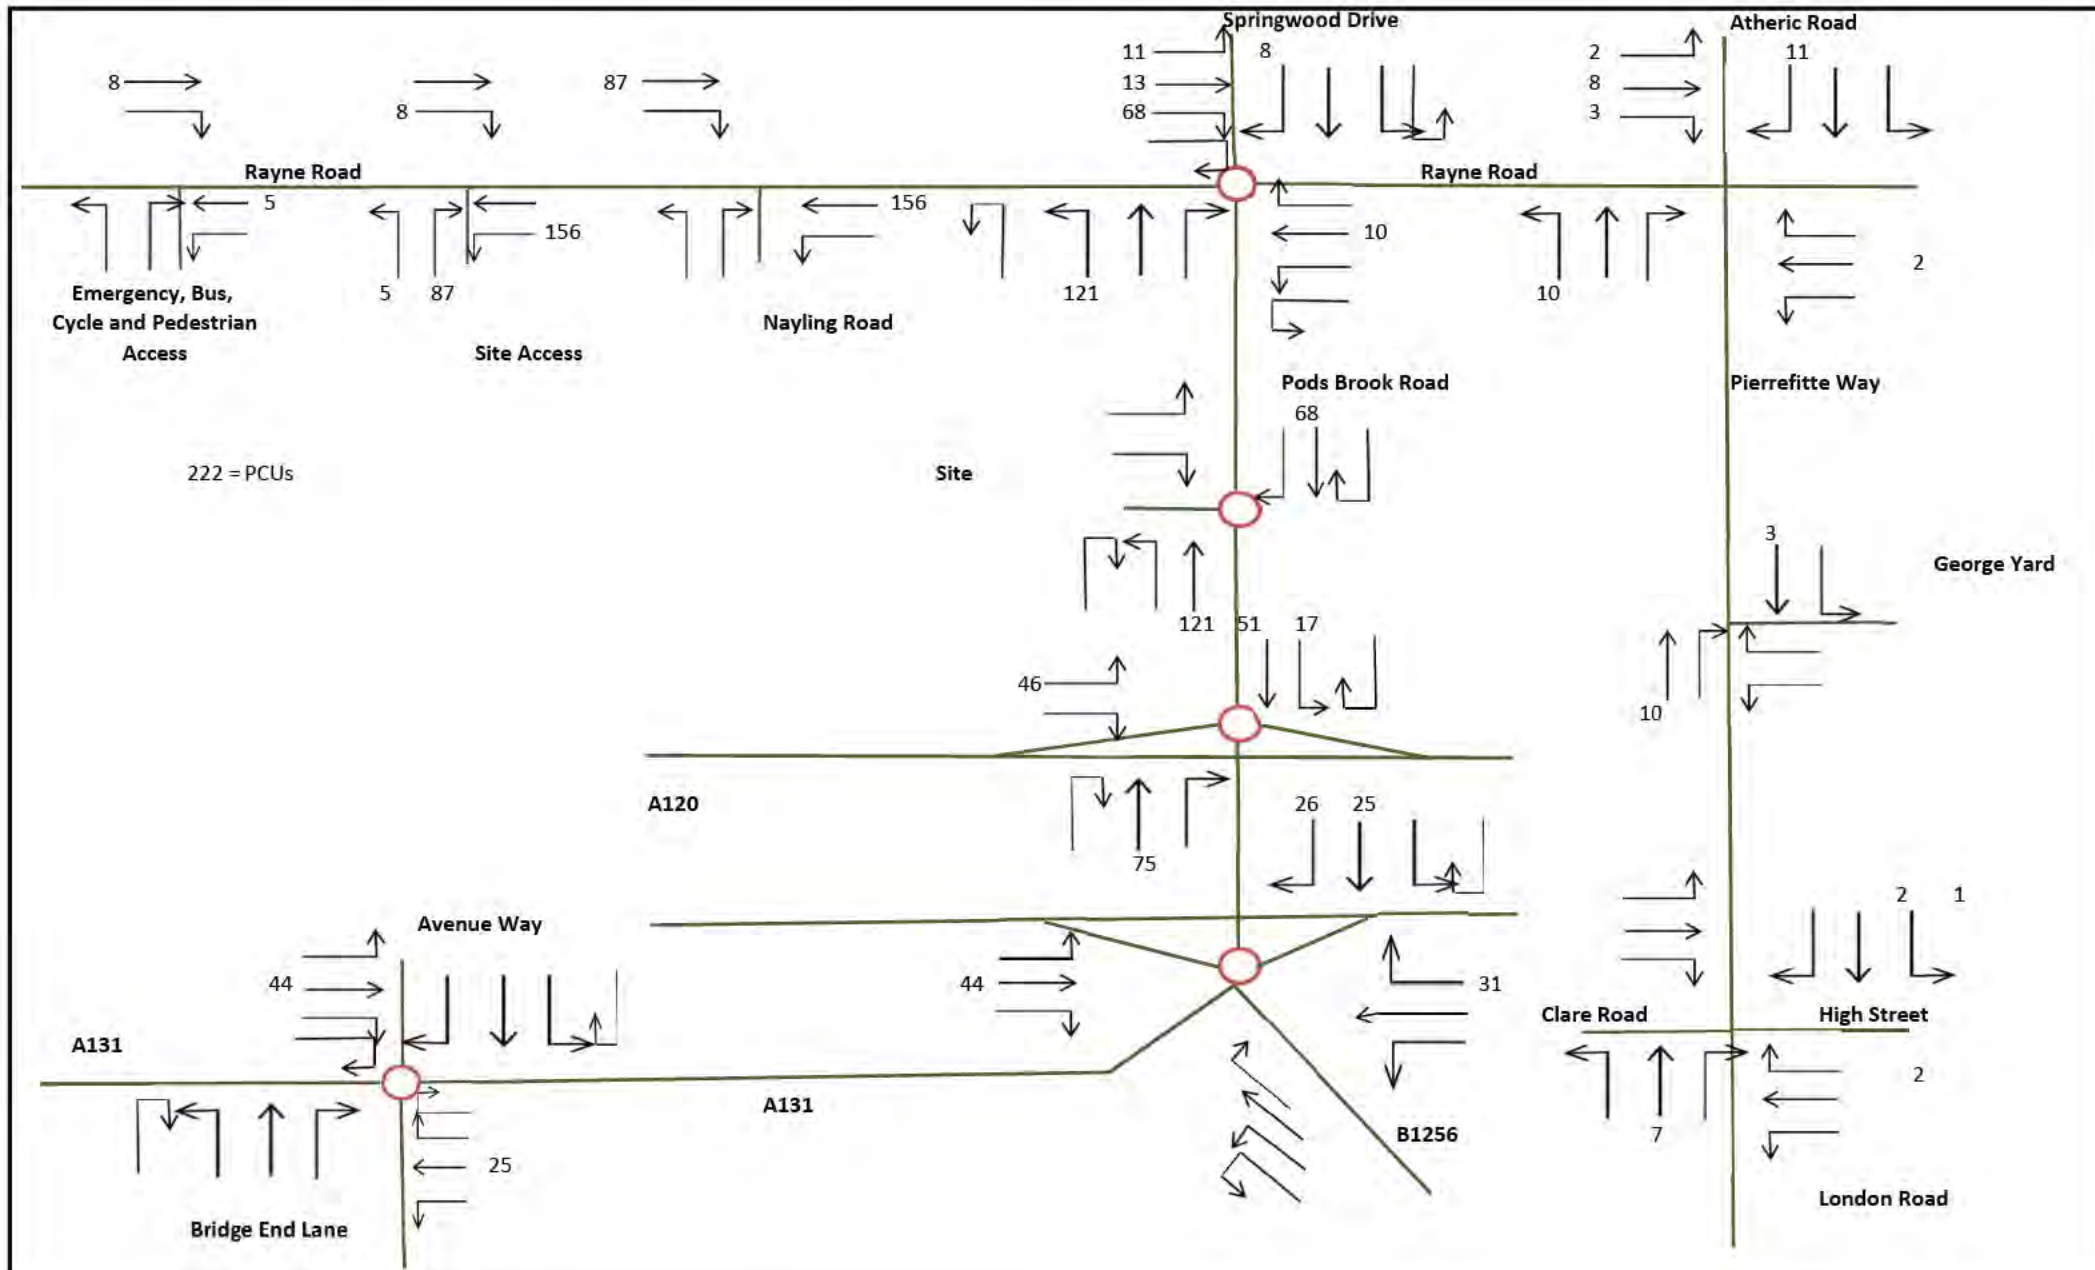 Springwood Drive
Atheric Road
11
8
2
11
8
87
13
8
8
68
3
Rayne Road
Rayne Road
5
156
156
10
2
5
87
121
10
Emergency, Bus,
Cycle and Pedestrian
Access
Site Access
Nayling Road
Pods Brook Road
Pierrefitte Way
68
222 = PCUs
Site
3
George Yard
121
51
17
46
10
A120
26
25
75
2
1
Avenue Way
44
44
31
Clare Road
High Street
A131
2
A131
B1256
7
25
Bridge End Lane
London Road